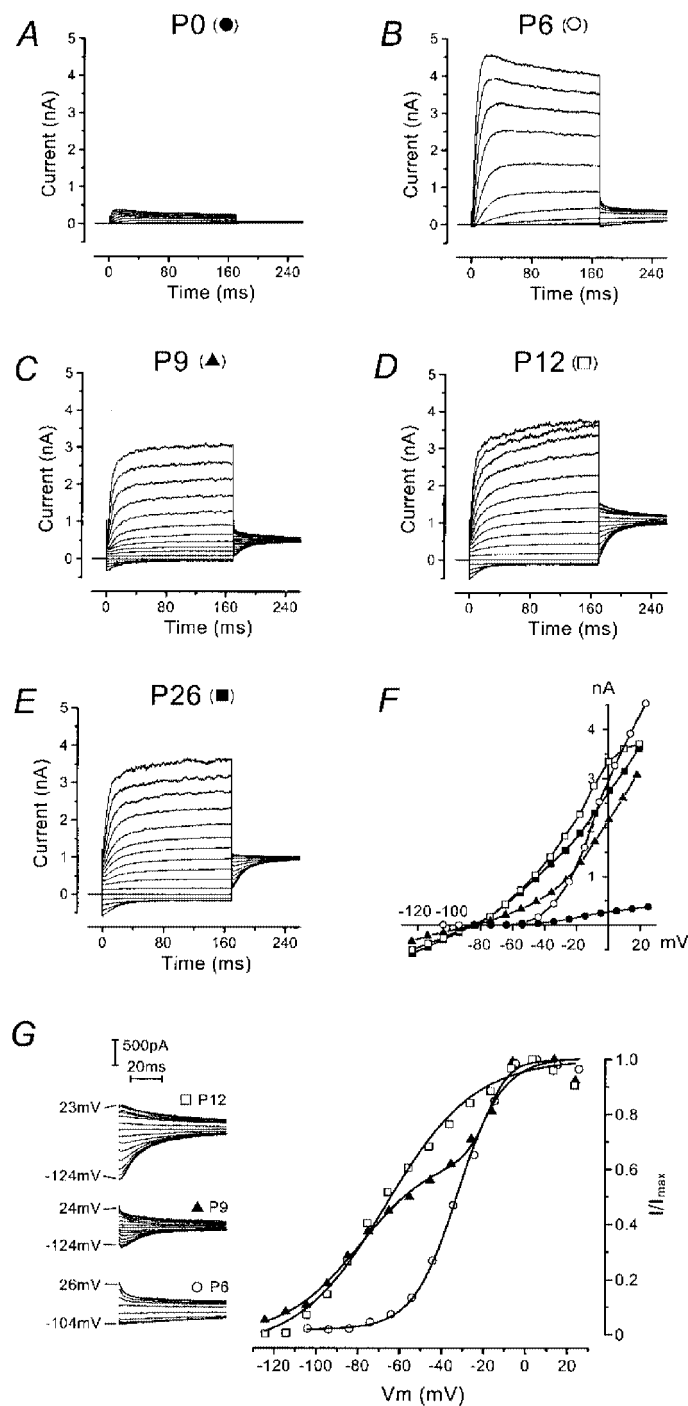 A
P0 (●)
5
4
3
2
1
0
Current (nA)
0 80 160 240
Time (ms)
B
P6 (○)
5
4
3
2
1
0
Current (nA)
0 80 160 240
Time (ms)
C
P9 (▲)
5
4
3
2
1
0
Current (nA)
0 80 160 240
Time (ms)
D
P12 (□)
5
4
3
2
1
0
Current (nA)
0 80 160 240
Time (ms)
E
P26 (■)
5
4
3
2
1
0
Current (nA)
0 80 160 240
Time (ms)
F
nA
4
3
1
-120 -100
-80 -60 -40 -20 20 mV
G
500pA
20ms
□ P12
23mV
-124mV
▲ P9
24mV
-124mV
○ P6
26mV
-104mV
1.0
0.8
0.6
0.4
0.2
0
I/Imax
-120 -100 -80 -60 -40 -20 0 20
Vm (mV)